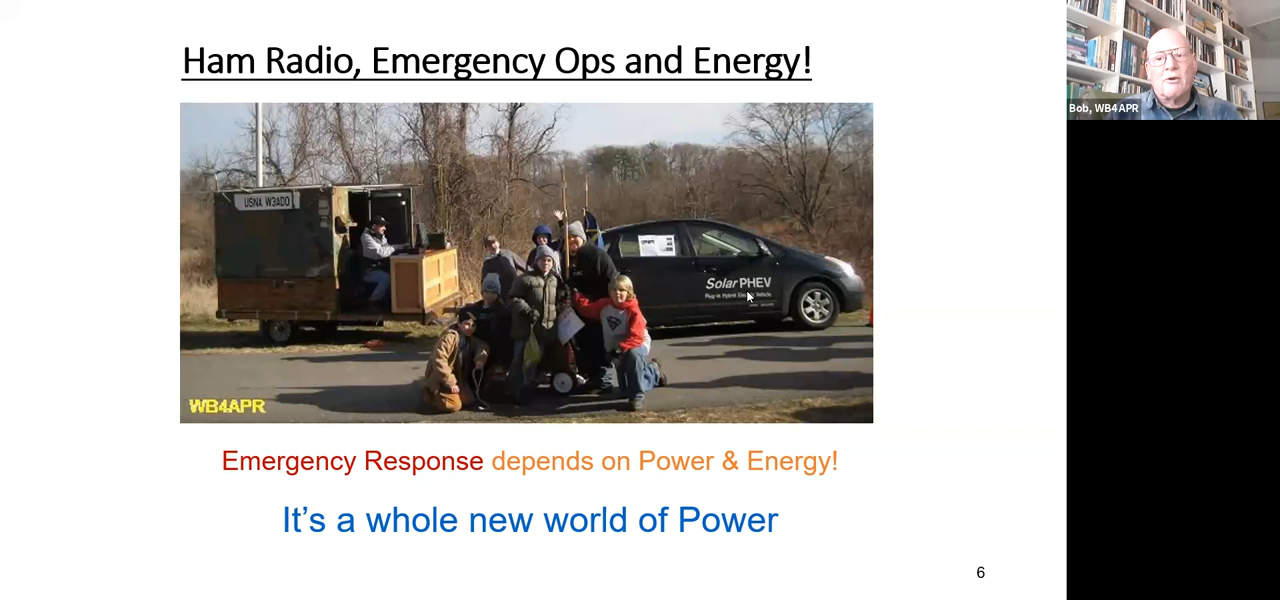 Ham Radio, Emergency Ops and Energy!
Bob, WB4APR
USNA W3ADO
Solar PHEV
Plug-in Hybrid Electric Vehicle
WB4APR
Emergency Response depends on Power & Energy!
It’s a whole new world of Power
6